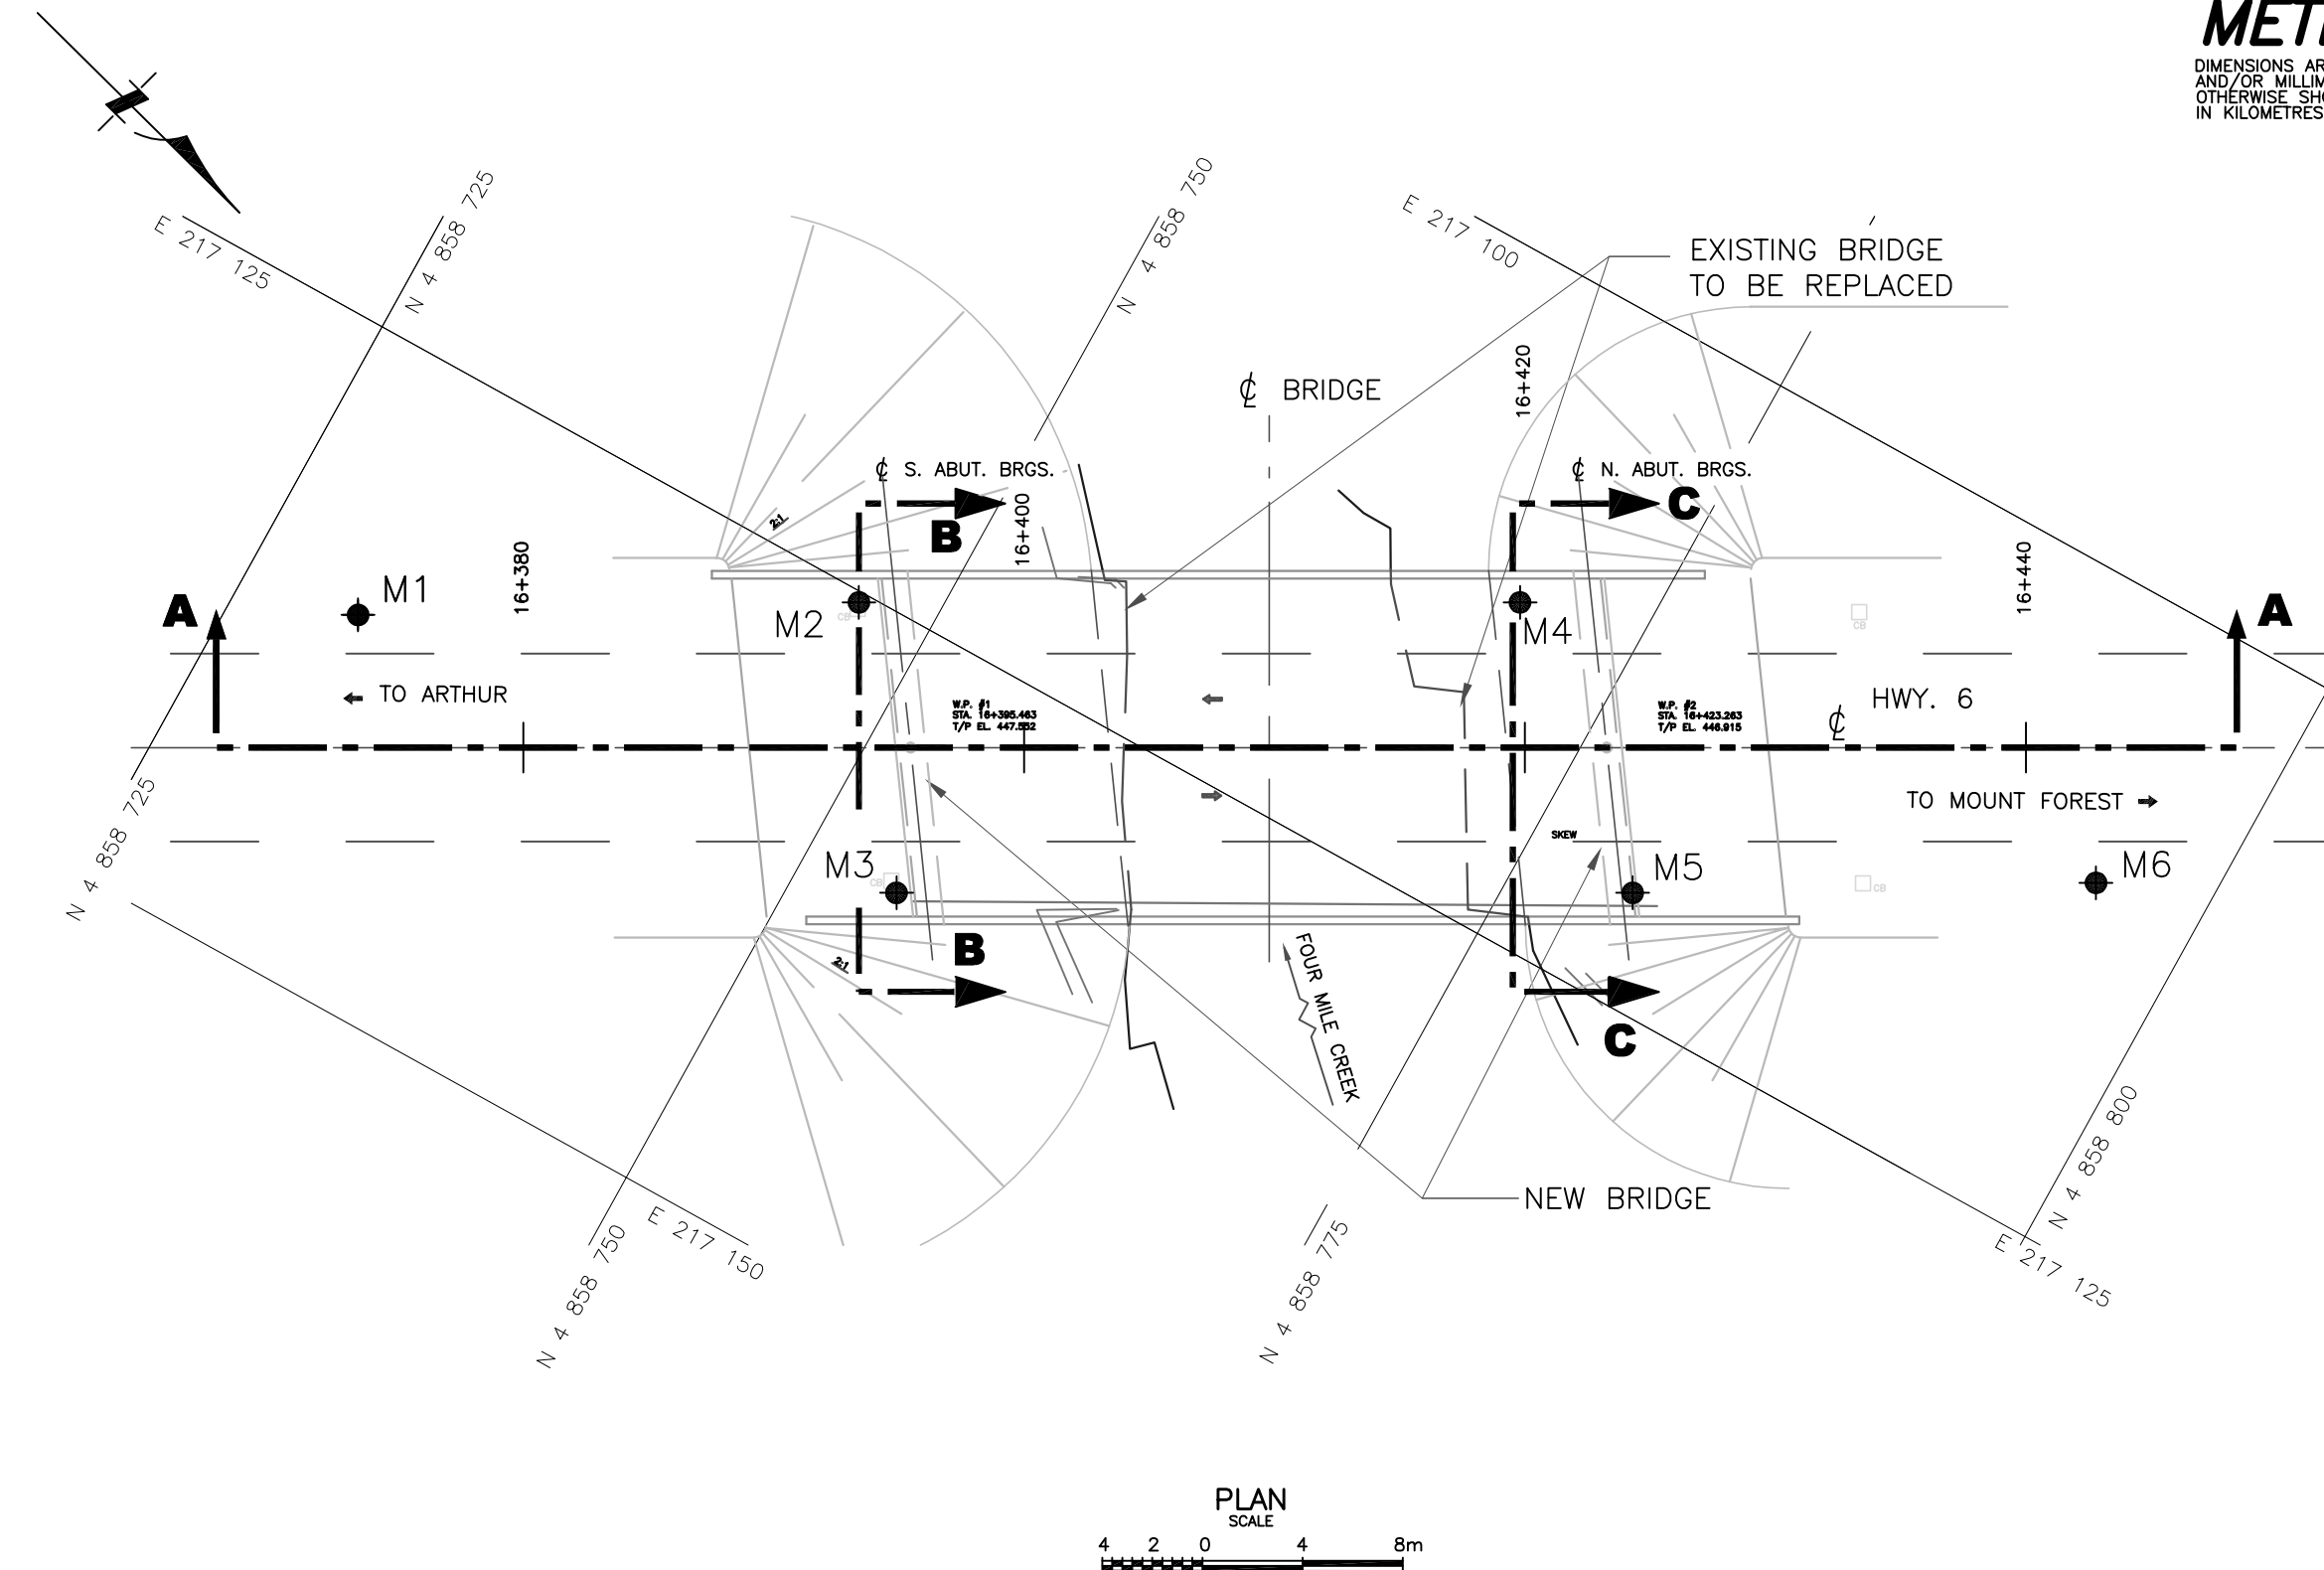 DIMENSIONS AR
AND/OR MILLIM
OTHERWISE SHO
IN KILOMETRES
E 217 125
N 4 858 725
N 4 858 750
E 217 100
EXISTING BRIDGE
TO BE REPLACED
16+420
℄ BRIDGE
℄ S. ABUT. BRGS.
℄ N. ABUT. BRGS.
2:1
B
C
16+380
16+400
16+440
A
M1
M2
CB
M4
CB
A
TO ARTHUR
W.P. #1
STA. 16+395.463
T/P EL. 447.552
W.P. #2
STA. 16+423.263
T/P EL. 446.915
℄ HWY. 6
N 4 858 725
TO MOUNT FOREST
SKEW
M3
CB
M5
CB
M6
2:1
B
FOUR MILE CREEK
C
N 4 858 800
NEW BRIDGE
E 217 150
N 4 858 750
N 4 858 775
E 217 125
PLAN
SCALE
4 2 0 4 8m